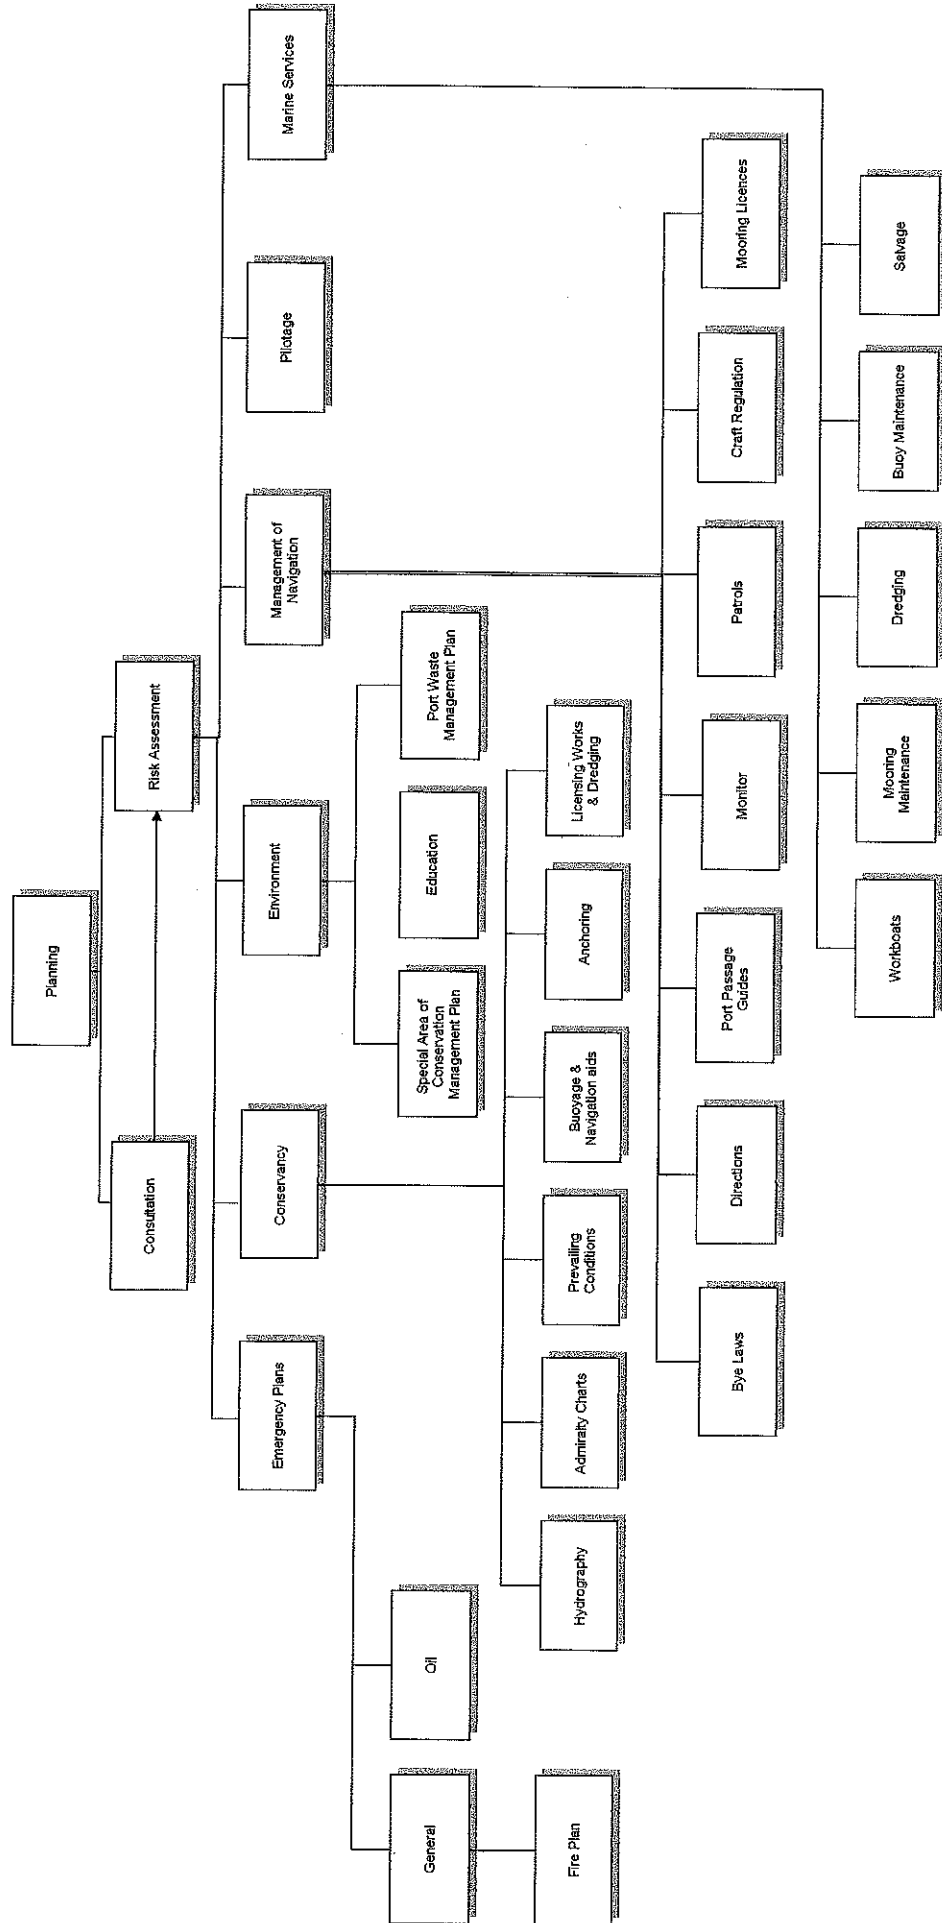 Planning
Consultation
Risk Assessment
Emergency Plans
Conservancy
Environment
Management of
Navigation
Pilotage
Marine Services
General
Oil
Special Area of
Conservation
Management Plan
Education
Port Waste
Management Plan
Fire Plan
Hydrography
Admiralty Charts
Prevailing
Conditions
Buoyage &
Navigation aids
Anchoring
Licensing Works
& Dredging
Bye Laws
Directions
Port Passage
Guides
Monitor
Patrols
Craft Regulation
Mooring Licences
Workboats
Mooring
Maintenance
Dredging
Buoy Maintenance
Salvage